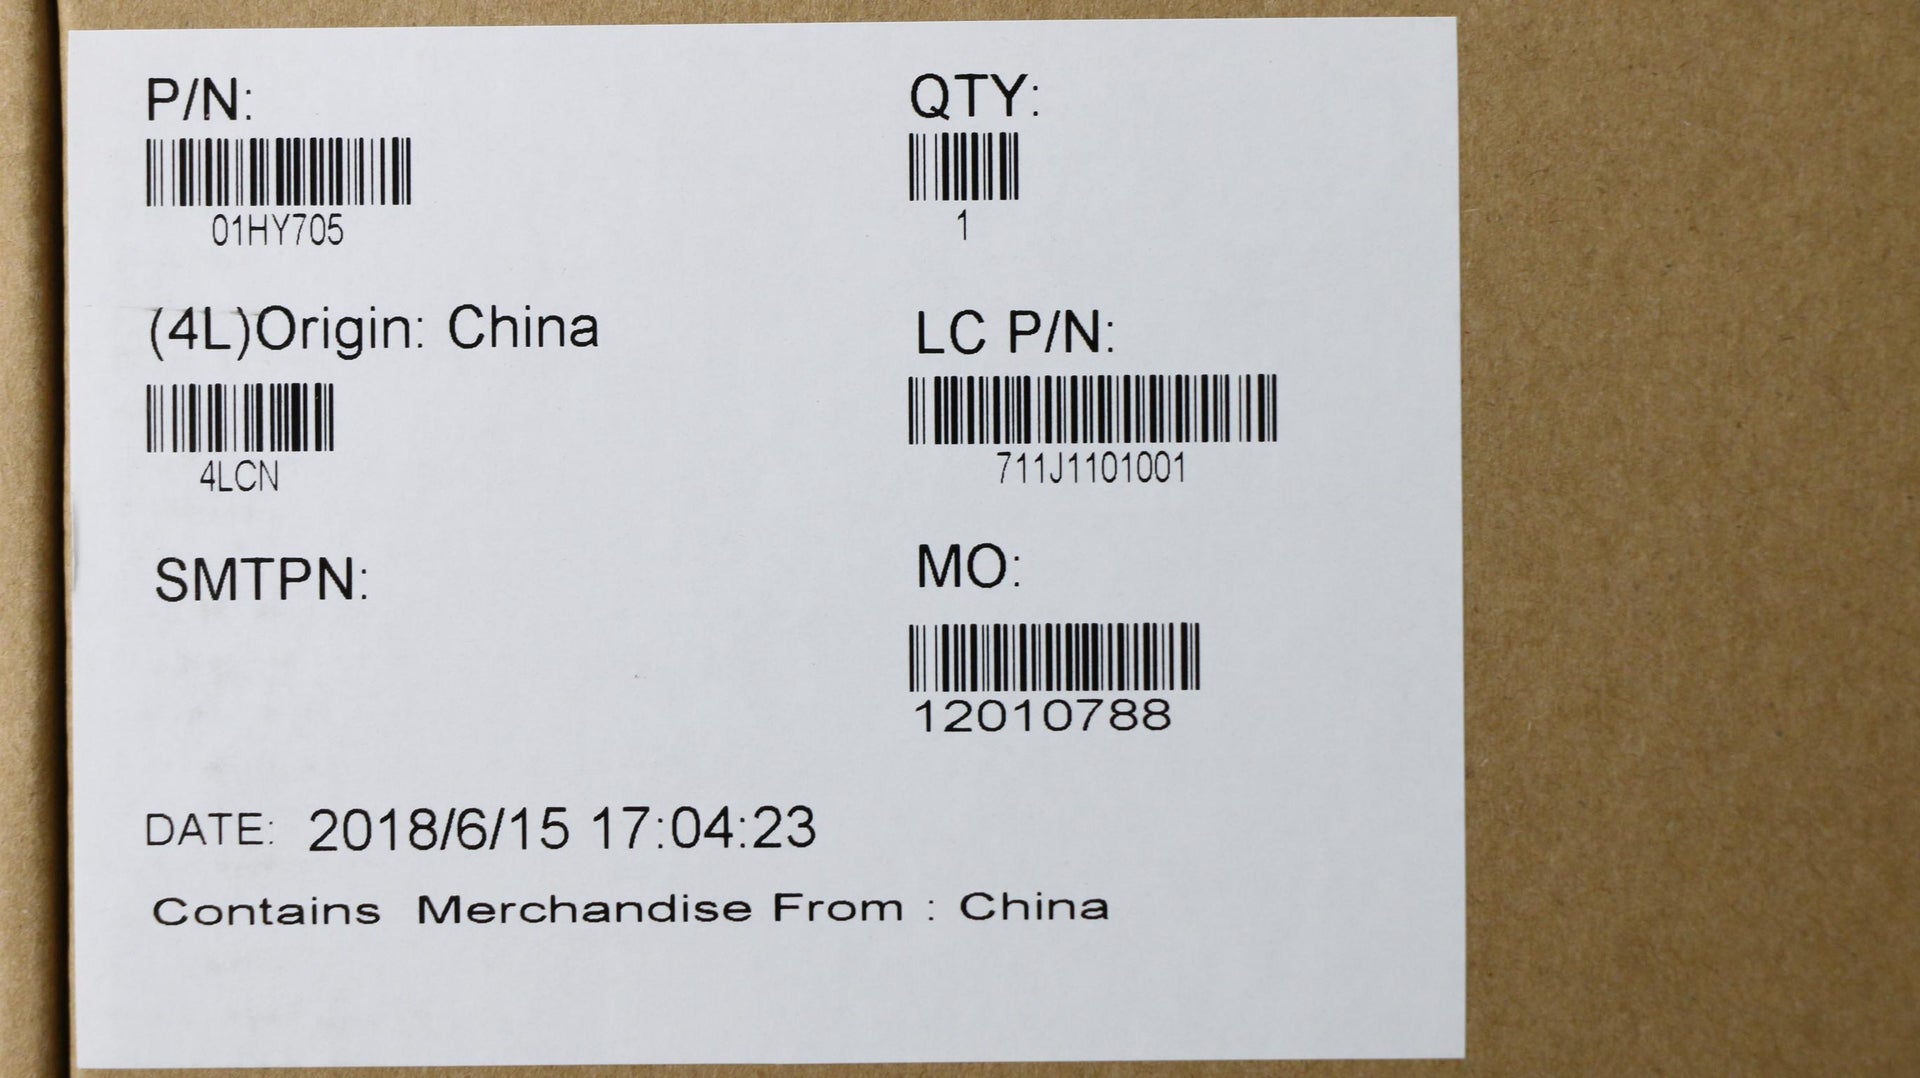 P/N:
01HY705
QTY:
1
(4L)Origin: China
4LCN
LC P/N:
711J1101001
SMTPN:
MO:
12010788
DATE: 2018/6/15 17:04:23
Contains Merchandise From : China